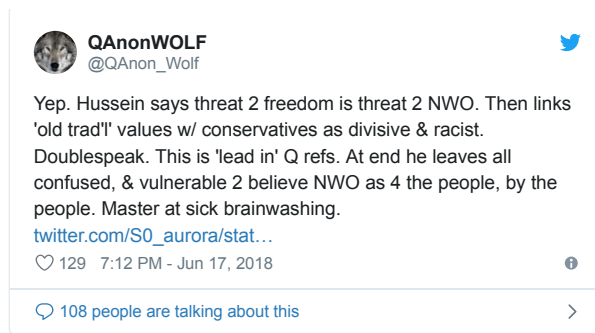 QAnonWOLF
@QAnon_Wolf
Yep. Hussein says threat 2 freedom is threat 2 NWO. Then links
'old trad'l' values w/ conservatives as divisive & racist.
Doublespeak. This is 'lead in' Q refs. At end he leaves all
confused, & vulnerable 2 believe NWO as 4 the people, by the
people. Master at sick brainwashing.
twitter.com/S0_aurora/stat…
129 7:12 PM - Jun 17, 2018
108 people are talking about this